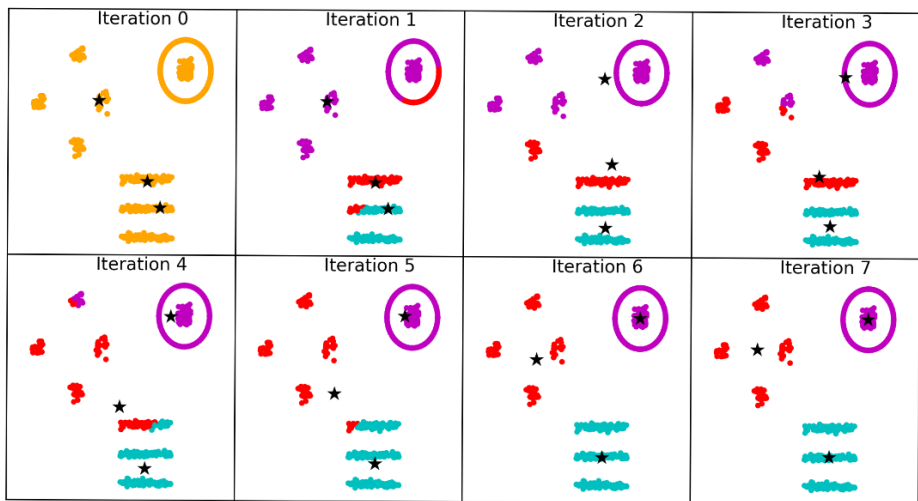 Iteration 0
Iteration 1
Iteration 2
Iteration 3
Iteration 4
Iteration 5
Iteration 6
Iteration 7